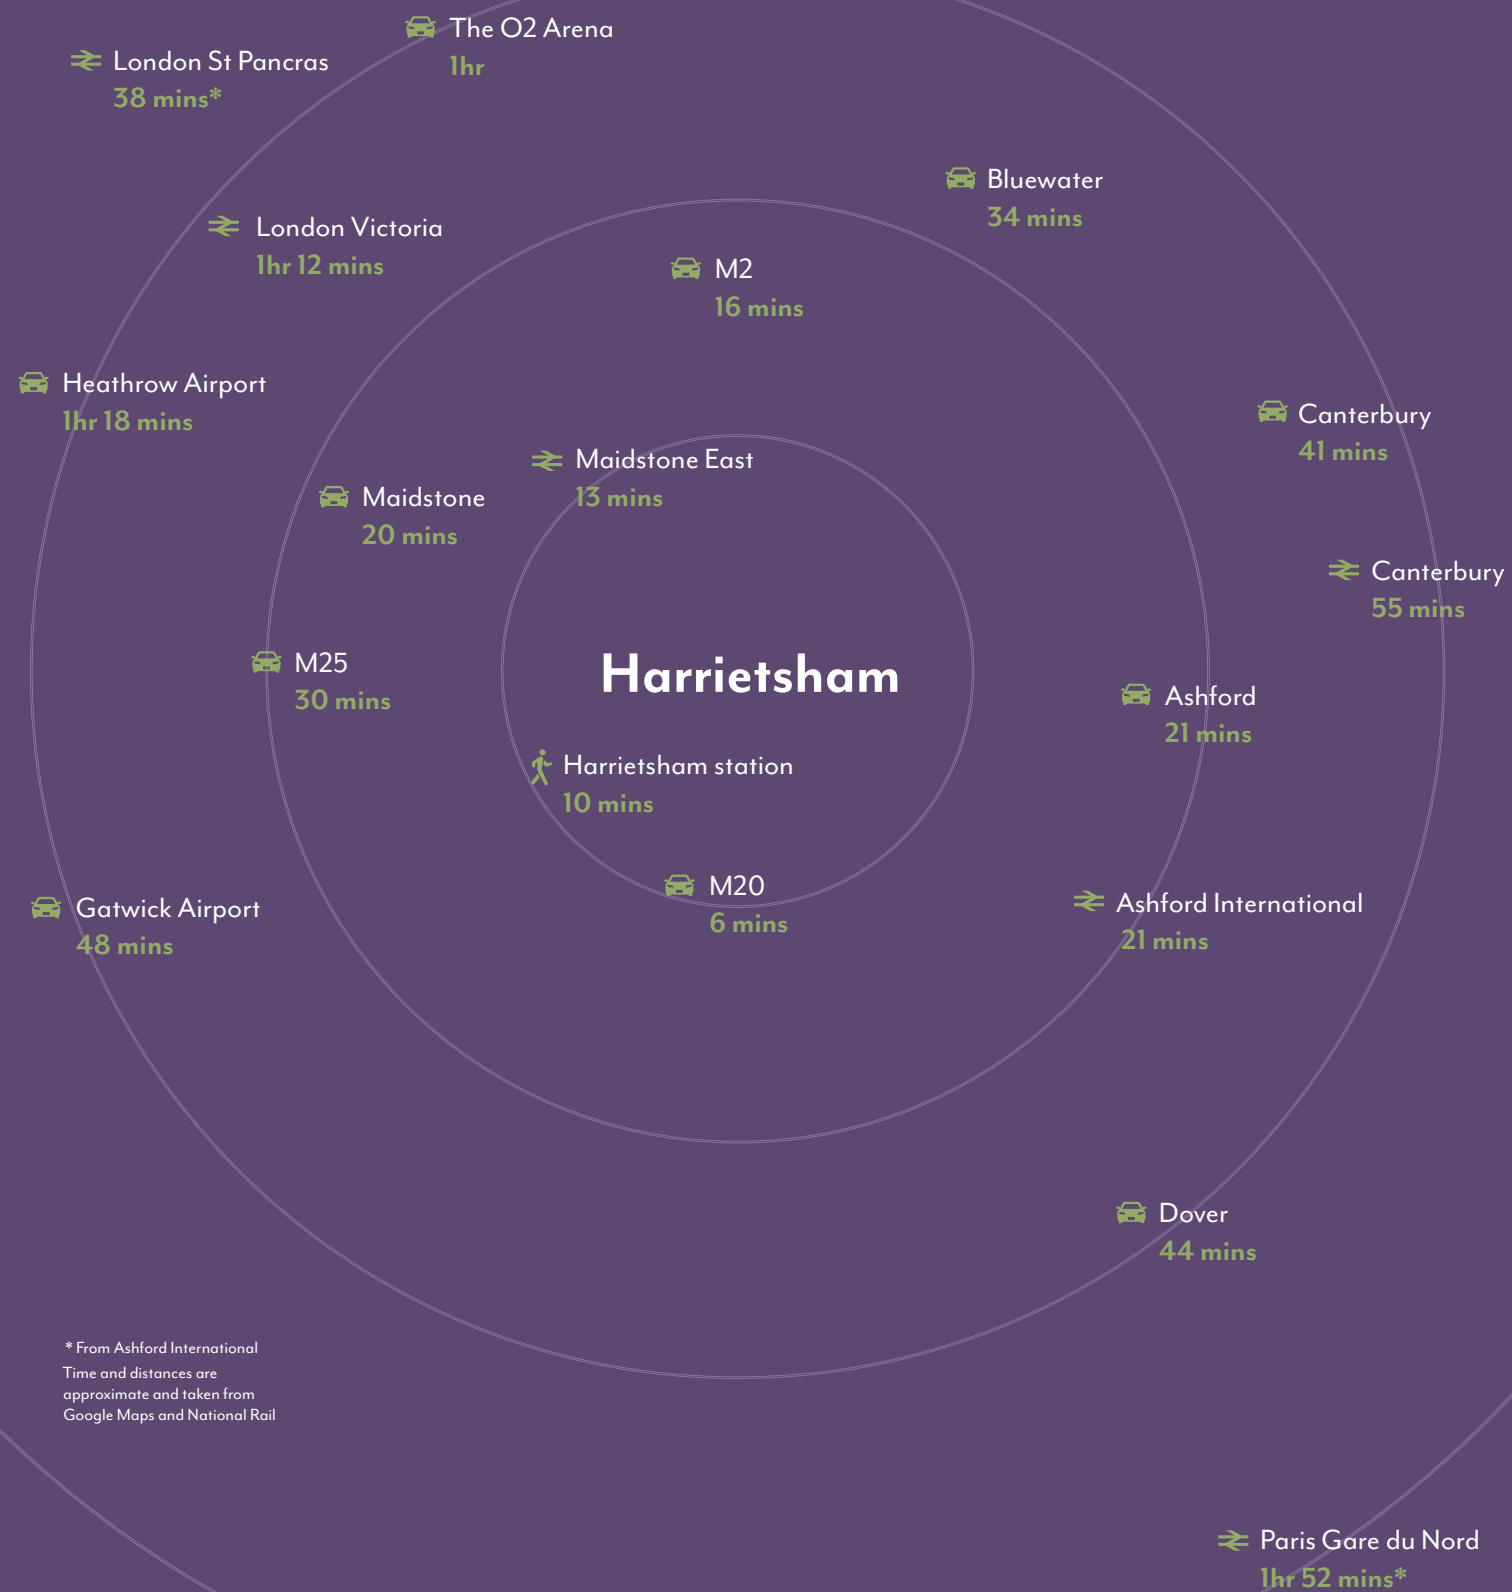 The O2 Arena
1hr
London St Pancras
38 mins*
Bluewater
34 mins
London Victoria
1hr 12 mins
M2
16 mins
Heathrow Airport
1hr 18 mins
Canterbury
41 mins
Maidstone East
13 mins
Maidstone
20 mins
Canterbury
55 mins
Harrietsham
M25
30 mins
Ashford
21 mins
Harrietsham station
10 mins
M20
6 mins
Ashford International
21 mins
Gatwick Airport
48 mins
Dover
44 mins
* From Ashford International
Time and distances are
approximate and taken from
Google Maps and National Rail
Paris Gare du Nord
1hr 52 mins*